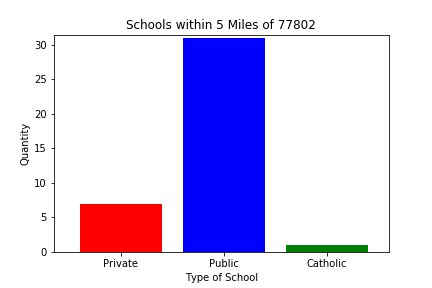 Schools within 5 Miles of 77802
30
25
20
15
10
5
0
Quantity
Private Public Catholic
Type of School